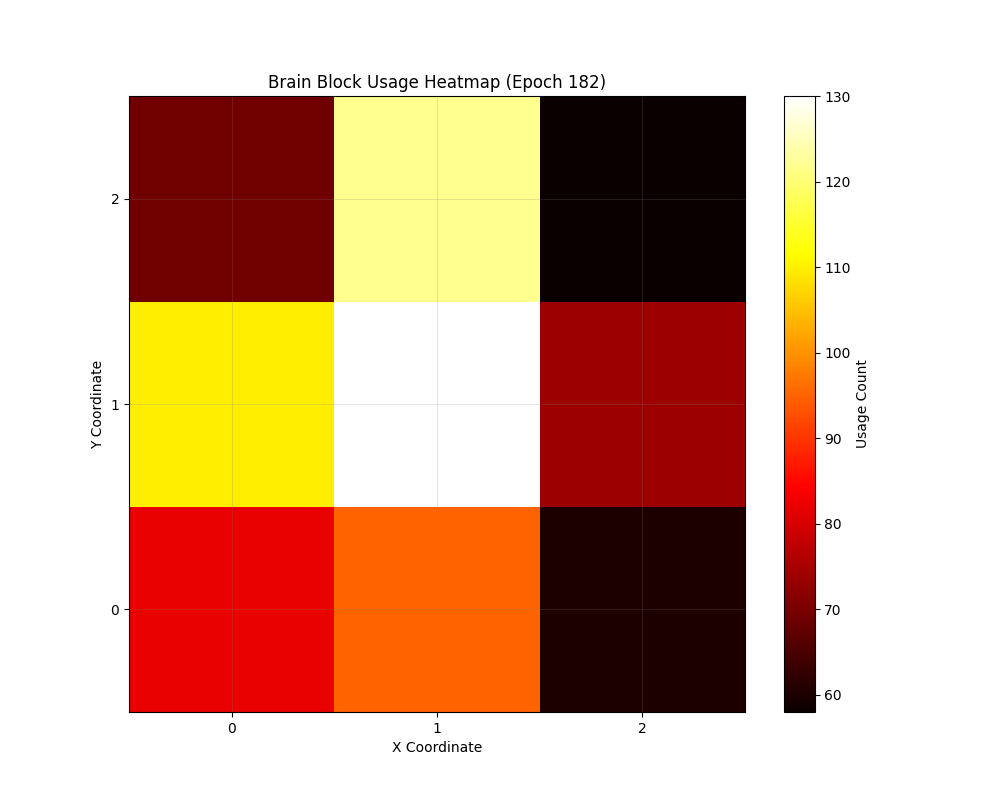 Brain Block Usage Heatmap (Epoch 182)
130
120
110
100
90
80
70
60
Usage Count
2
1
0
Y Coordinate
0 1 2
X Coordinate